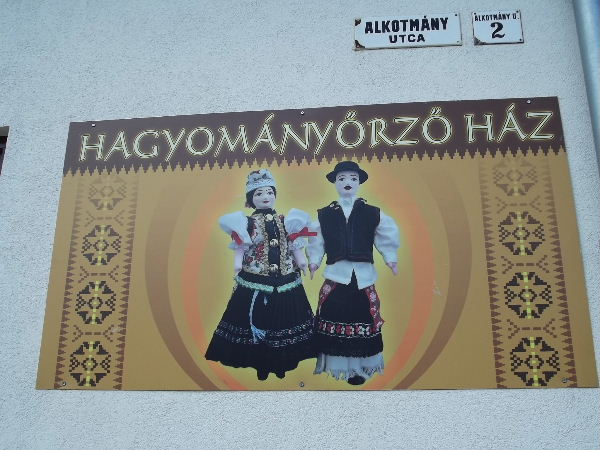 ALKOTMÁNY
UTCA
ALKOTMÁNY U.
2
HAGYOMÁNYŐRZŐ HÁZ